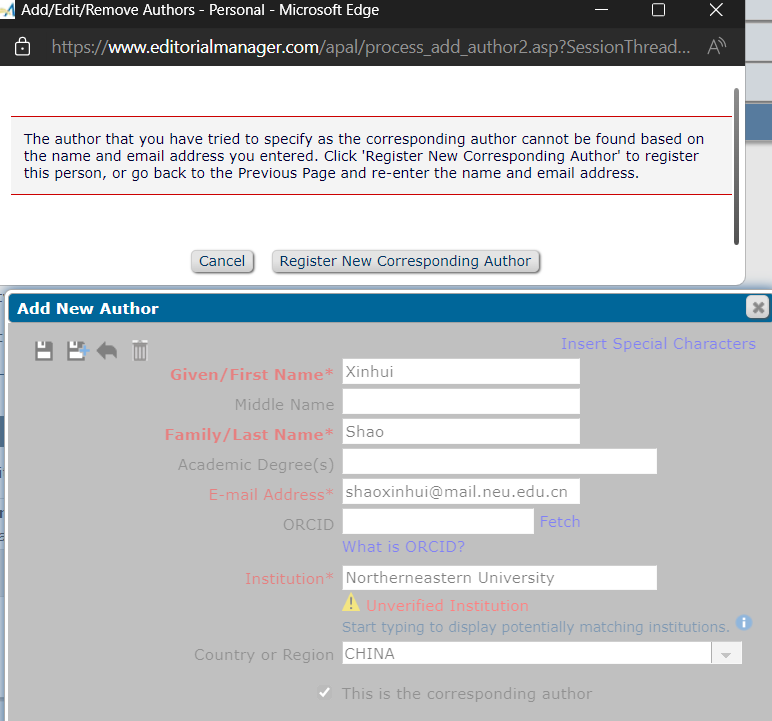 Add/Edit/Remove Authors - Personal - Microsoft Edge
https://www.editorialmanager.com/apal/process_add_author2.asp?SessionThread...
The author that you have tried to specify as the corresponding author cannot be found based on
the name and email address you entered. Click 'Register New Corresponding Author' to register
this person, or go back to the Previous Page and re-enter the name and email address.
Cancel Register New Corresponding Author
Add New Author
Insert Special Characters
Given/First Name* Xinhui
Middle Name
Family/Last Name* Shao
Academic Degree(s)
E-mail Address* shaoxinhui@mail.neu.edu.cn
ORCID Fetch
What is ORCID?
Institution* Northerneastern University
Unverified Institution
Start typing to display potentially matching institutions.
Country or Region CHINA
This is the corresponding author